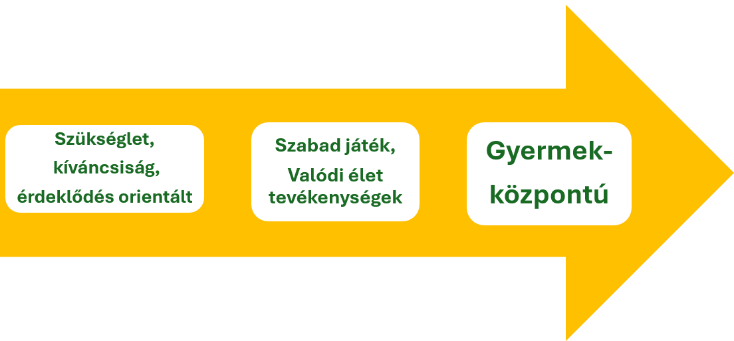 Szükséglet,
kíváncsiság,
érdeklődés orientált
Szabad játék,
Valódi élet
tevékenységek
Gyermek-
központú